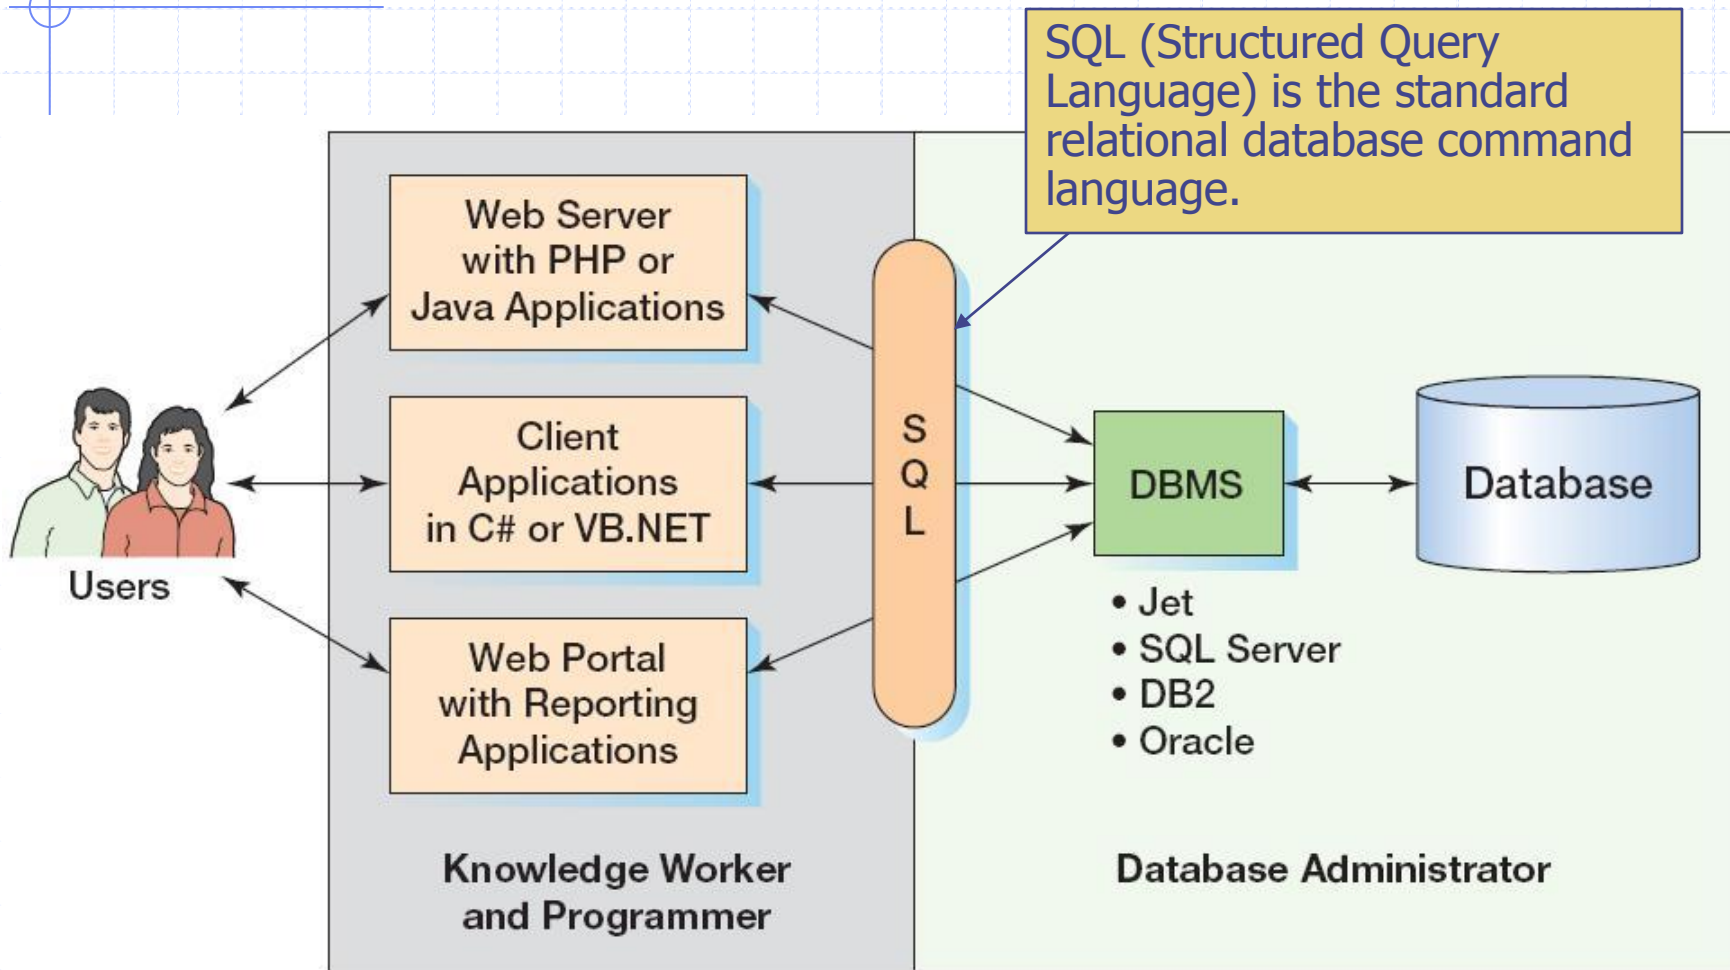 SQL (Structured Query
Language) is the standard
relational database command
language.
Web Server
with PHP or
Java Applications
Client
Applications
in C# or VB.NET
Web Portal
with Reporting
Applications
Users
S
Q
L
DBMS
Database
• Jet
• SQL Server
• DB2
• Oracle
Knowledge Worker
and Programmer
Database Administrator